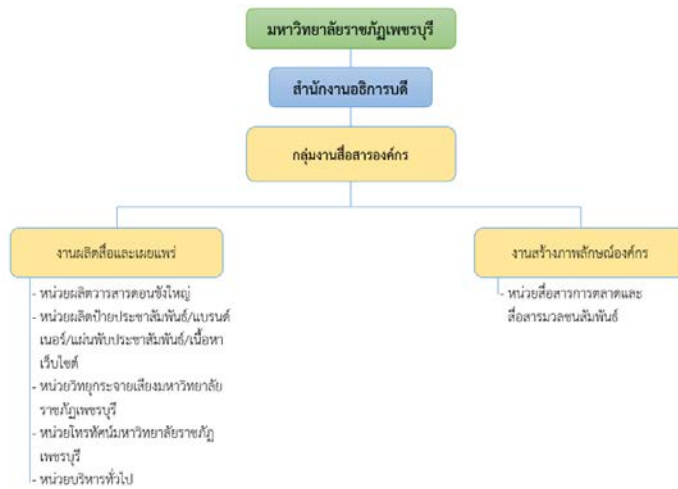 มหาวิทยาลัยราชภัฏเพชรบุรี
สำนักงานอธิการบดี
กลุ่มงานสื่อสารองค์กร
งานผลิตสื่อและเผยแพร่
- หน่วยผลิตวารสารดอนขังใหญ่
- หน่วยผลิตป้ายประชาสัมพันธ์/แบรนด์
เนอร์/แผ่นพับประชาสัมพันธ์/เนื้อหา
เว็บไซต์
- หน่วยวิทยุกระจายเสียงมหาวิทยาลัย
ราชภัฏเพชรบุรี
- หน่วยโทรทัศน์มหาวิทยาลัยราชภัฏ
เพชรบุรี
- หน่วยบริหารทั่วไป
งานสร้างภาพลักษณ์องค์กร
- หน่วยสื่อสารการตลาดและ
สื่อสารมวลชนสัมพันธ์